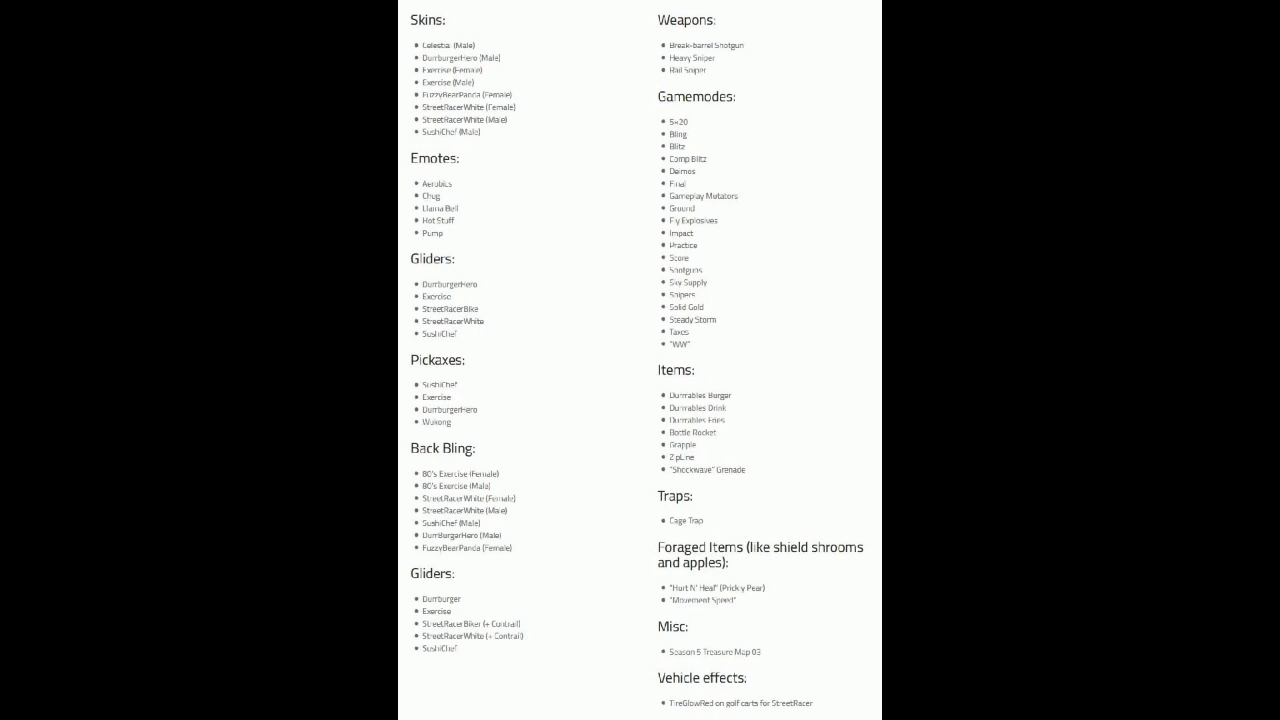 Skins:
Celestial (Male)
DurrburgerHero (Male)
Exercise (Female)
Exercise (Male)
FuzzyBearPanda (Female)
StreetRacerWhite (Female)
StreetRacerWhite (Male)
SushiChef (Male)
Emotes:
Aerobics
Chug
Llama Bell
Hot Stuff
Pump
Gliders:
DurrburgerHero
Exercise
StreetRacerBike
StreetRacerWhite
SushiChef
Pickaxes:
SushiChef
Exercise
DurrburgerHero
Wukong
Back Bling:
80's Exercise (Female)
80's Exercise (Male)
StreetRacerWhite (Female)
StreetRacerWhite (Male)
SushiChef (Male)
DurrBurgerHero (Male)
FuzzyBearPanda (Female)
Gliders:
Durrburger
Exercise
StreetRacerBiker (+ Contrail)
StreetRacerWhite (+ Contrail)
SushiChef
Weapons:
Break-barrel Shotgun
Heavy Sniper
Rail Sniper
Gamemodes:
5x20
Bling
Blitz
Comp Blitz
Deimos
Final
Gameplay Mutators
Ground
Fly Explosives
Impact
Practice
Score
Shotguns
Sky Supply
Snipers
Solid Gold
Steady Storm
Taxes
"WW"
Items:
Durrrables Burger
Durrrables Drink
Durrrables Fries
Bottle Rocket
Grapple
ZipLine
"Shockwave" Grenade
Traps:
Cage Trap
Foraged Items (like shield shrooms
and apples):
"Hurt N' Heal" (Prickly Pear)
"Movement Speed"
Misc:
Season 5 Treasure Map 03
Vehicle effects:
TireGlowRed on golf carts for StreetRacer